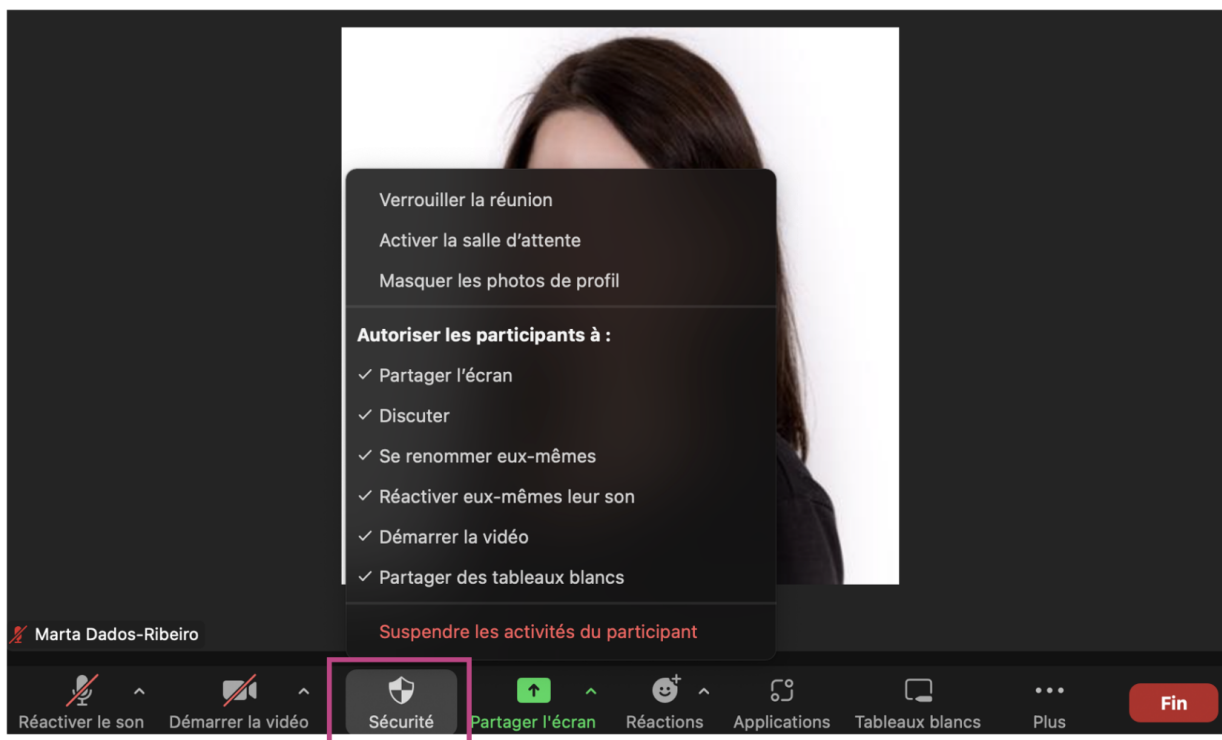 Verrouiller la réunion
Activer la salle d'attente
Masquer les photos de profil
Autoriser les participants à :
Partager l'écran
Discuter
Se renommer eux-mêmes
Réactiver eux-mêmes leur son
Démarrer la vidéo
Partager des tableaux blancs
Suspendre les activités du participant
Marta Dados-Ribeiro
Réactiver le son Démarrer la vidéo Sécurité Partager l'écran Réactions Applications Tableaux blancs Plus Fin